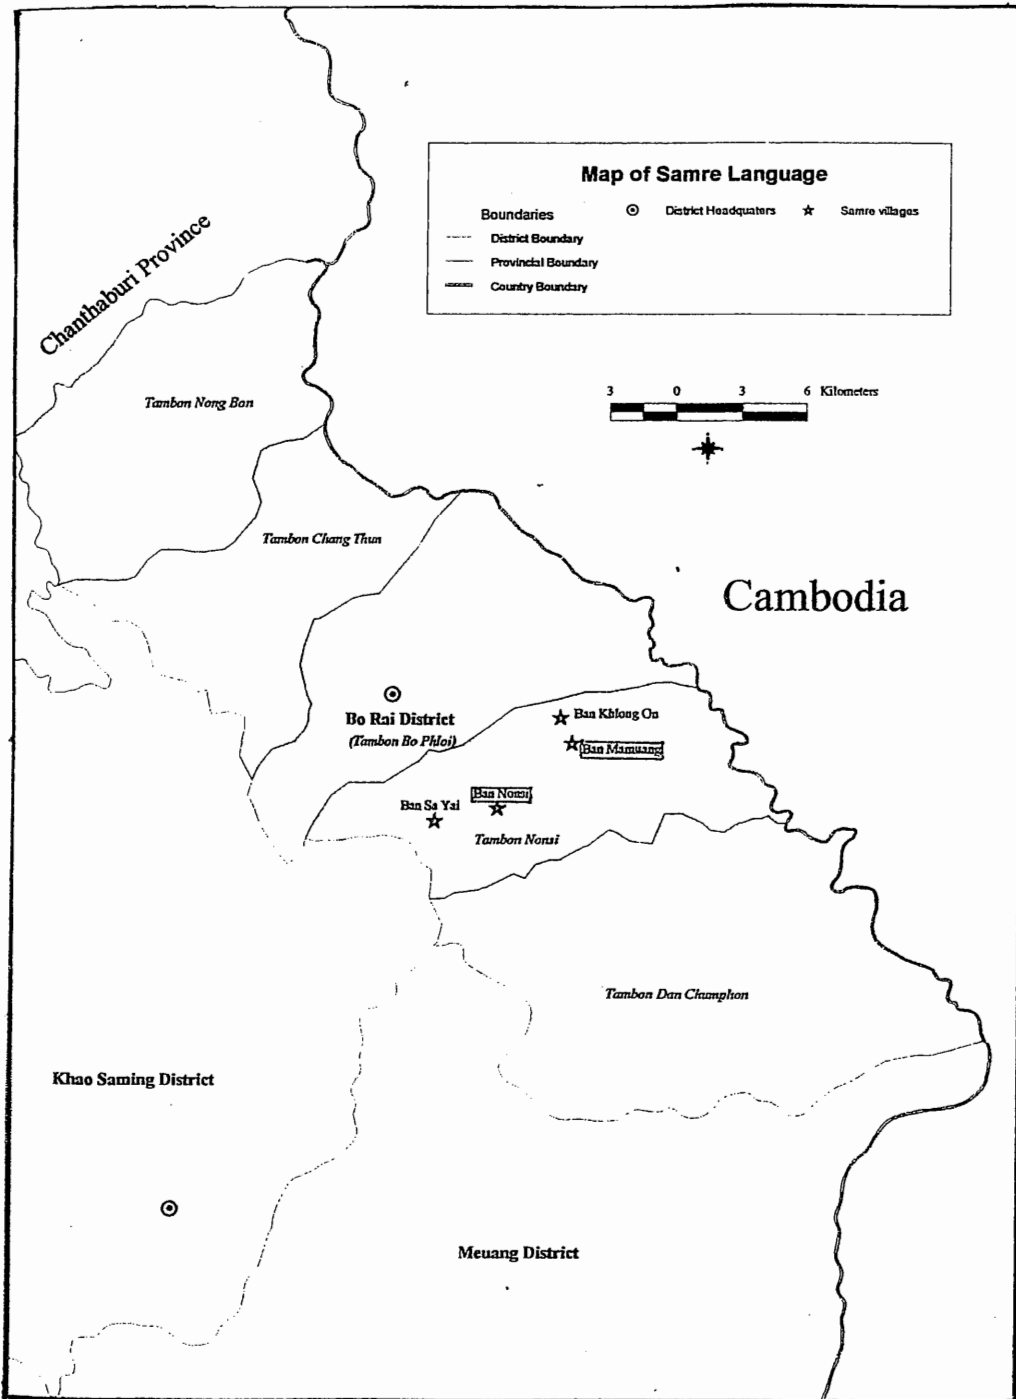 Map of Samre Language
Boundaries
District Boundary
Provincial Boundary
Country Boundary
District Headquaters
Samre villages
Chanthaburi Province
3 0 3 6 Kilometers
Tambon Nong Bon
Tambon Chang Thun
Cambodia
Bo Rai District
(Tambon Bo Phloi)
Ban Khlong On
Ban Mamuang
Ban Nonsi
Ban Sa Yai
Tambon Nonsi
Tambon Dan Chumphon
Khao Saming District
Meuang District